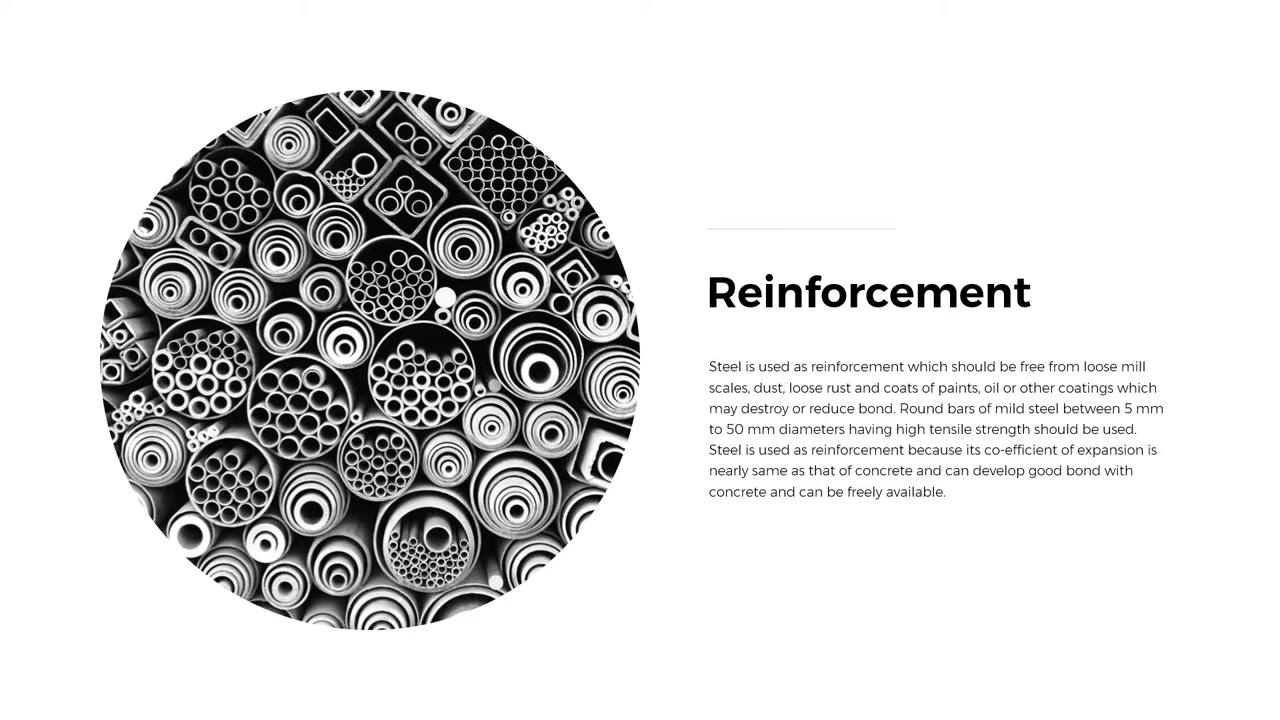 Reinforcement
Steel is used as reinforcement which should be free from loose mill
scales, dust, loose rust and coats of paints, oil or other coatings which
may destroy or reduce bond. Round bars of mild steel between 5 mm
to 50 mm diameters having high tensile strength should be used.
Steel is used as reinforcement because its co-efficient of expansion is
nearly same as that of concrete and can develop good bond with
concrete and can be freely available.